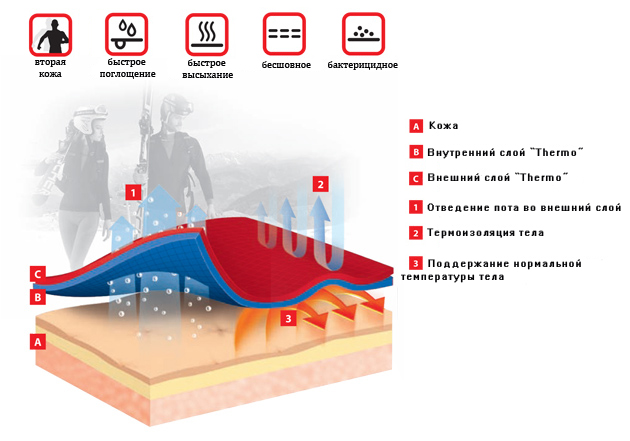 вторая
кожа
быстрое
поглощение
быстрое
высыхание
бесшовное
бактерицидное
A Кожа
B Внутренний слой “Thermo”
C Внешний слой “Thermo”
1 Отведение пота во внешний слой
2 Термоизоляция тела
3 Поддержание нормальной
температуры тела
1
2
C
B
3
A